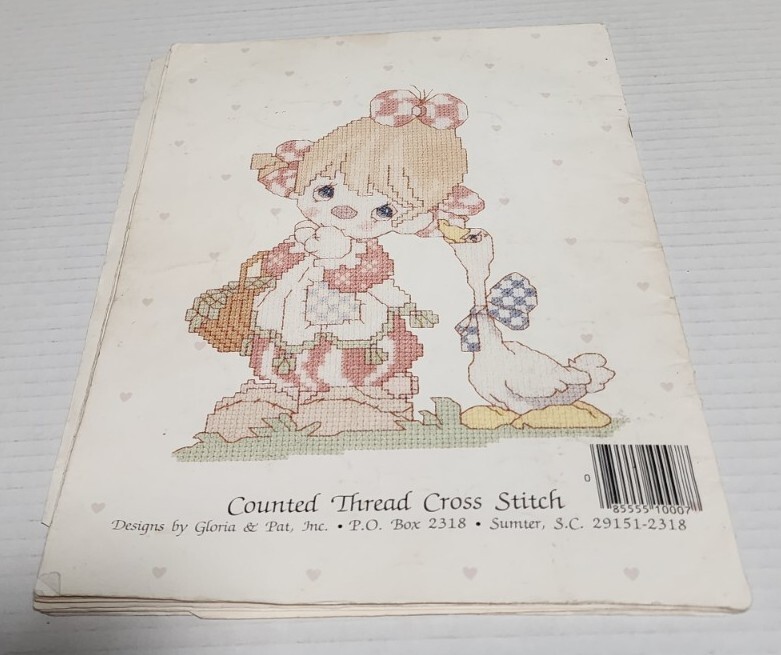 Counted Thread Cross Stitch
0
85555 10007
Designs by Gloria & Pat, Inc. • P.O. Box 2318 • Sumter, S.C. 29151-2318